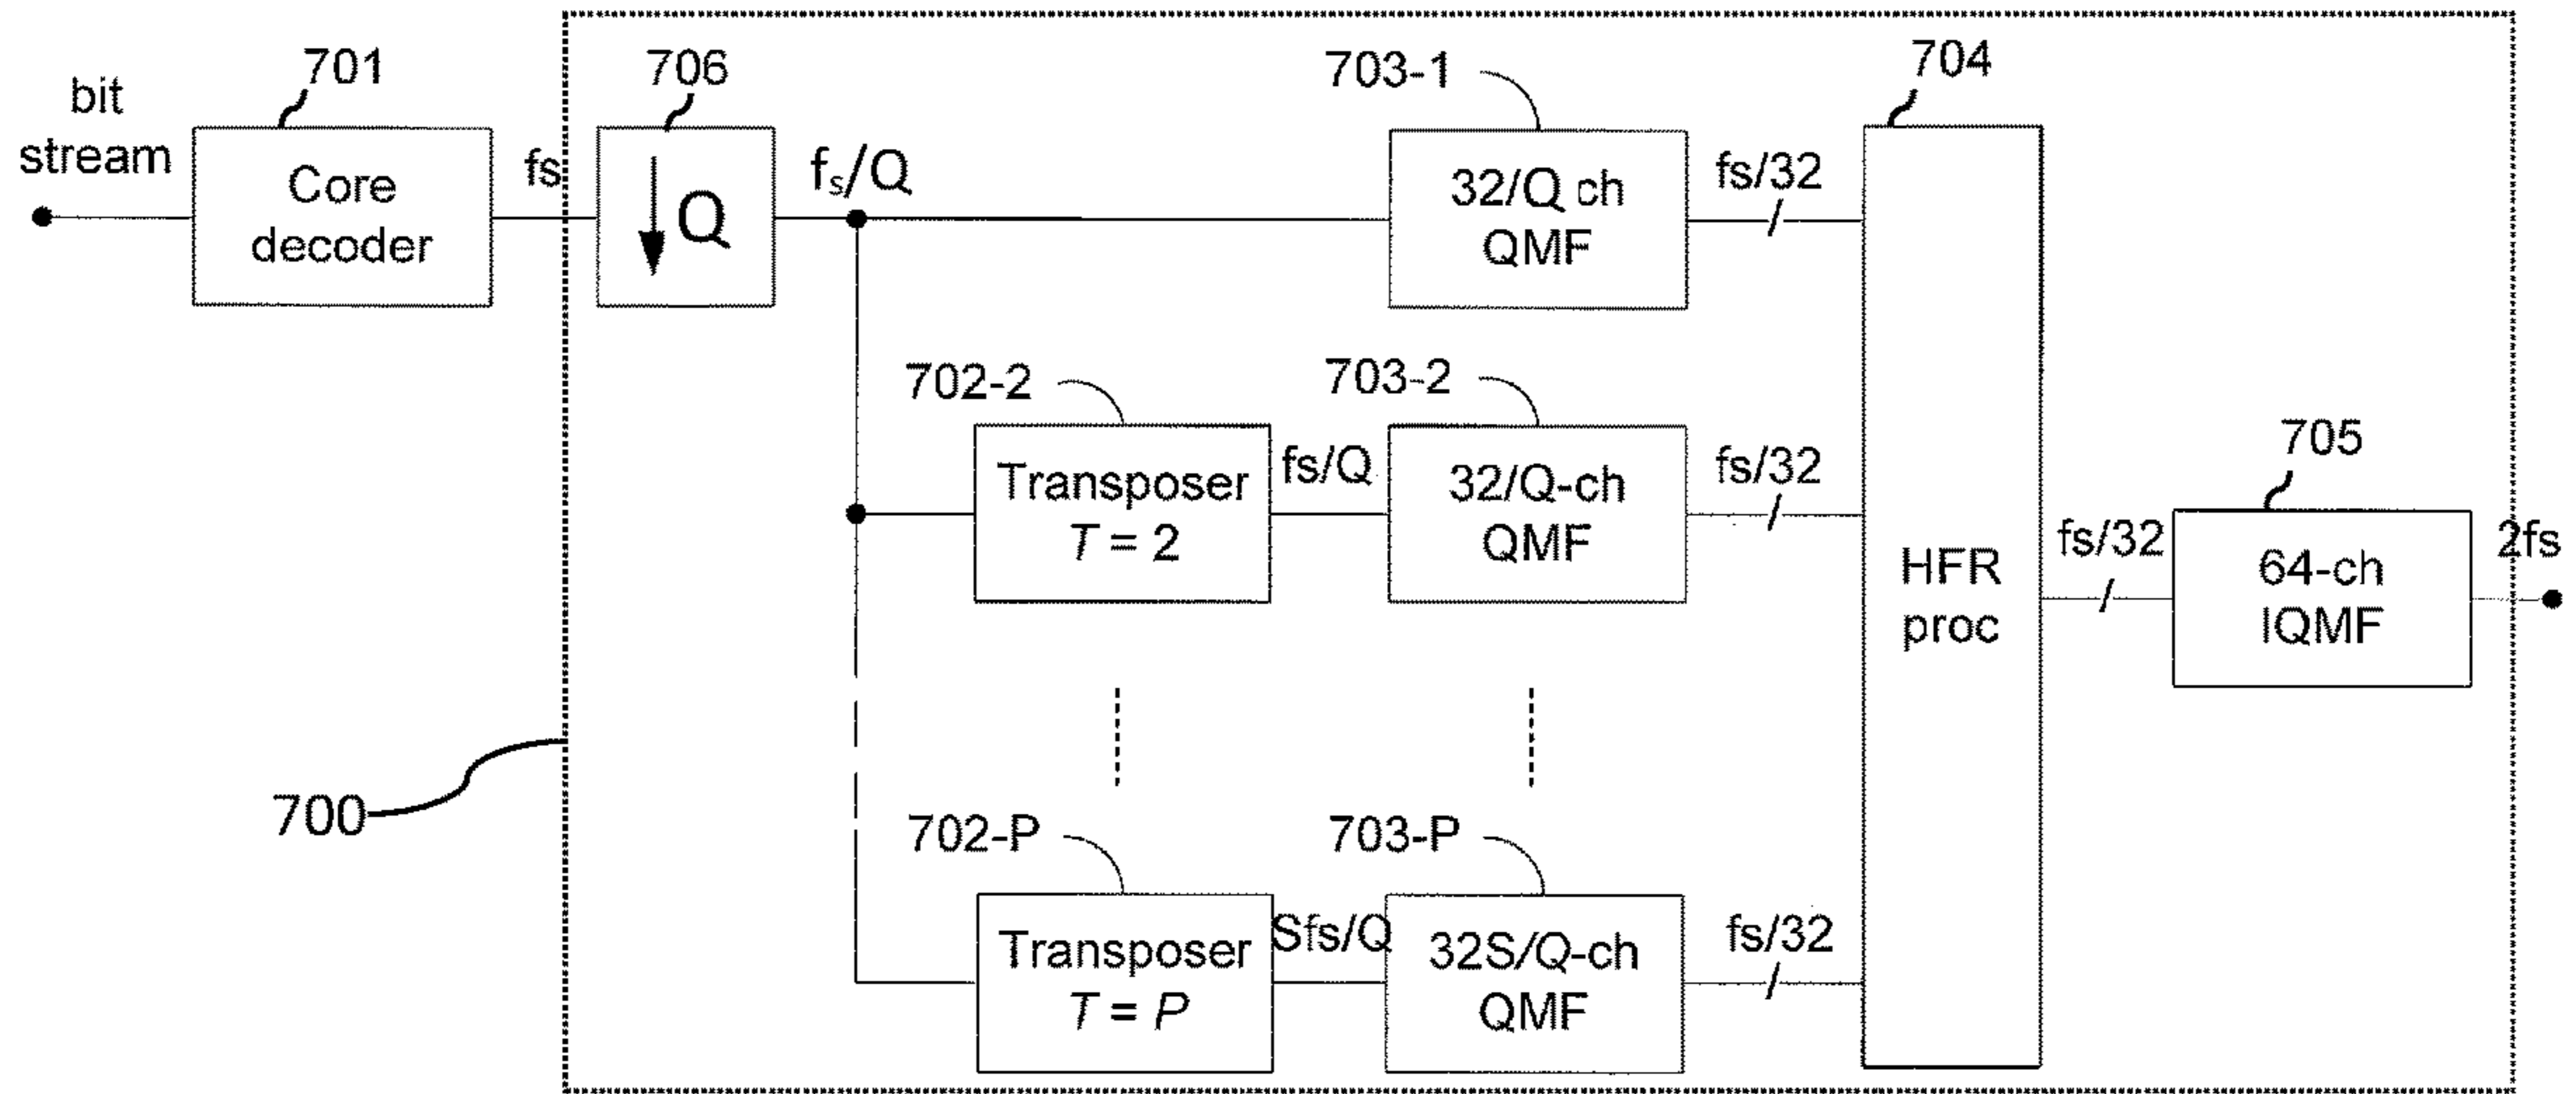 701
706
703-1
704
bit
stream
Core
decoder
fs
Q
fs/Q
32/Q ch
QMF
fs/32
702-2
703-2
Transposer
T = 2
fs/Q
32/Q-ch
QMF
fs/32
HFR
proc
fs/32
705
64-ch
IQMF
2fs
700
702-P
703-P
Transposer
T = P
Sfs/Q
32S/Q-ch
QMF
fs/32